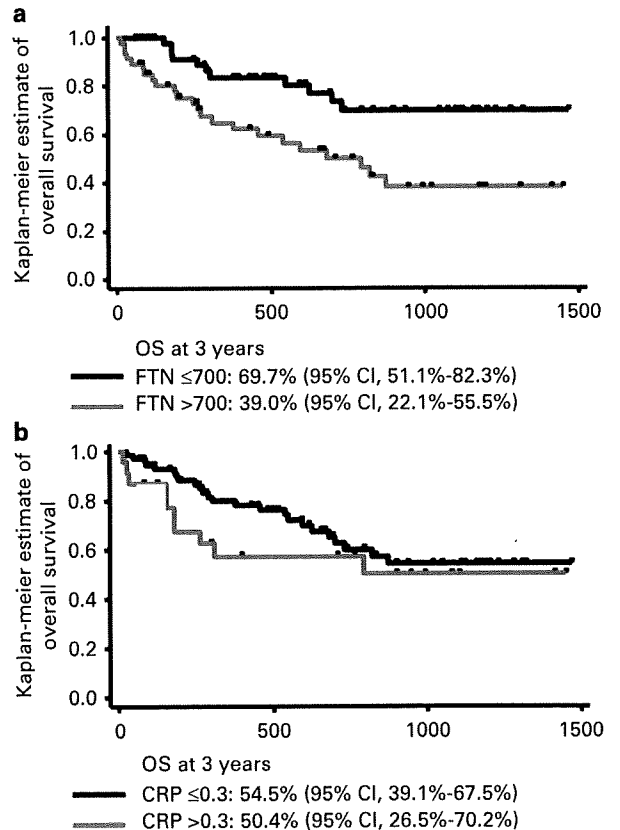 a
Kaplan-meier estimate of
overall survival
1.0
0.8
0.6
0.4
0.2
0.0
0 500 1000 1500
OS at 3 years
FTN ≤700: 69.7% (95% CI, 51.1%-82.3%)
FTN >700: 39.0% (95% CI, 22.1%-55.5%)
b
Kaplan-meier estimate of
overall survival
1.0
0.8
0.6
0.4
0.2
0.0
0 500 1000 1500
OS at 3 years
CRP ≤0.3: 54.5% (95% CI, 39.1%-67.5%)
CRP >0.3: 50.4% (95% CI, 26.5%-70.2%)